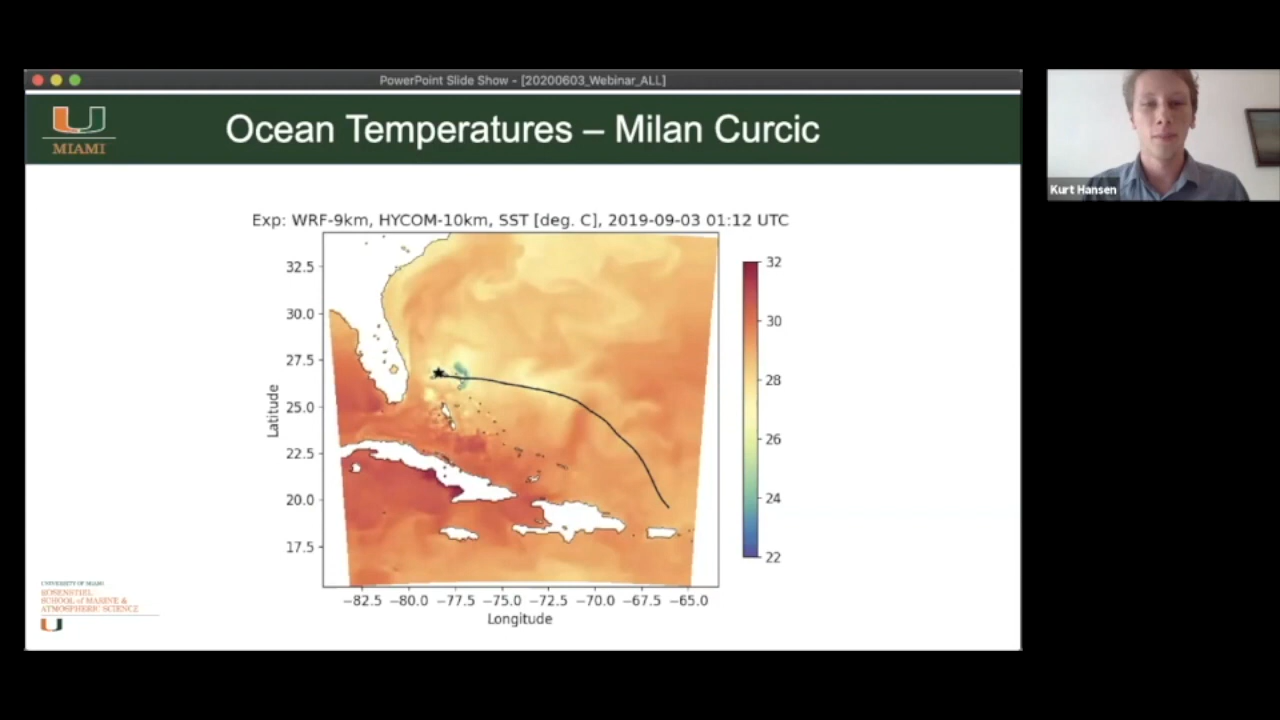 PowerPoint Slide Show - [20200603_Webinar_ALL]
U
MIAMI
Ocean Temperatures – Milan Curcic
Kurt Hansen
Exp: WRF-9km, HYCOM-10km, SST [deg. C], 2019-09-03 01:12 UTC
32.5
30.0
27.5
25.0
22.5
20.0
17.5
Latitude
−82.5 −80.0 −77.5 −75.0 −72.5 −70.0 −67.5 −65.0
Longitude
32
30
28
26
24
22
UNIVERSITY OF MIAMI
ROSENSTIEL
SCHOOL of MARINE &
ATMOSPHERIC SCIENCE
U